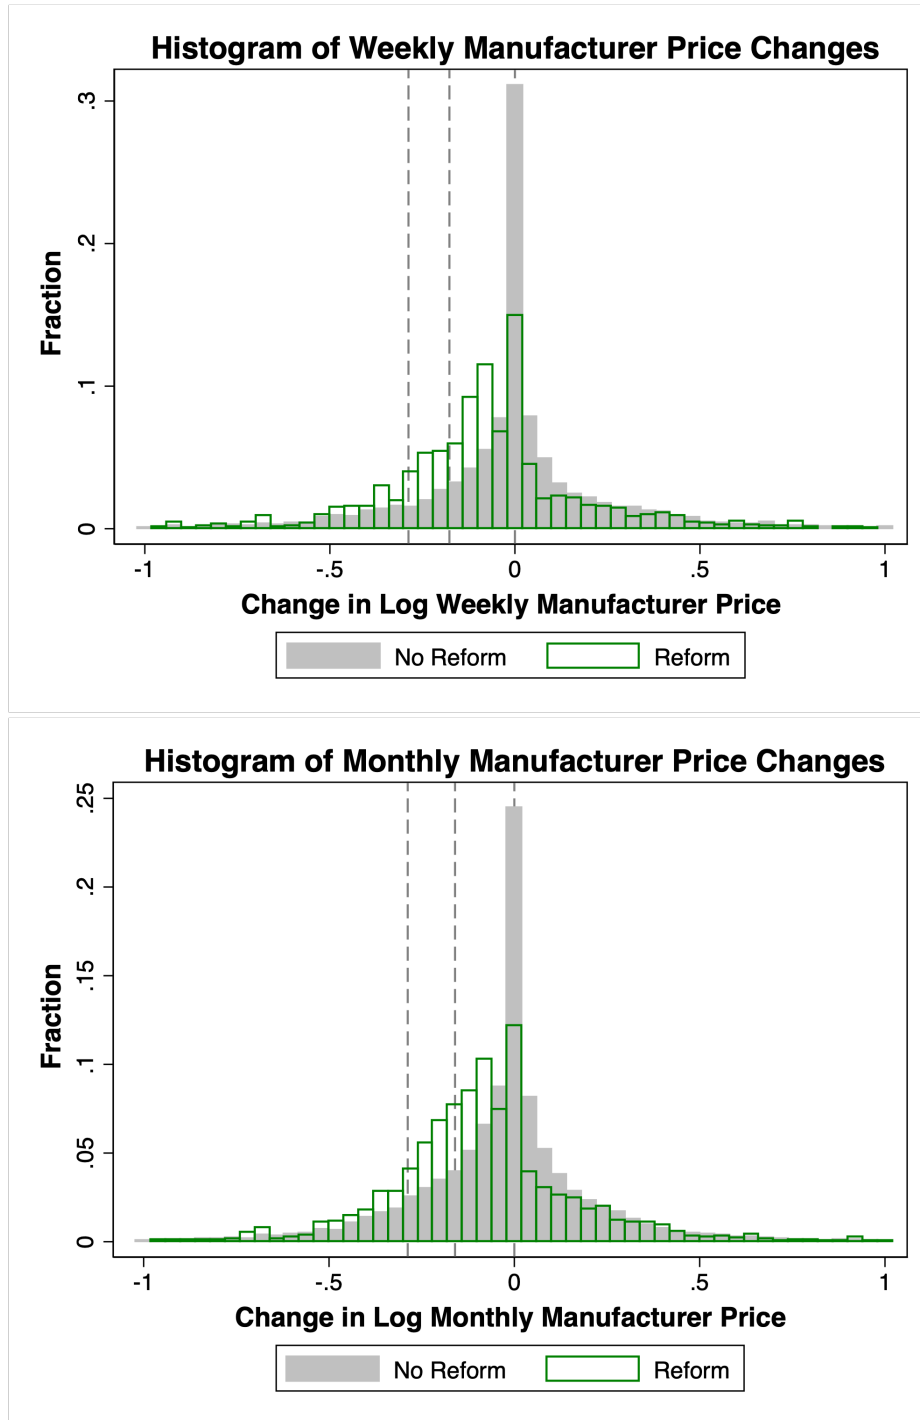 Histogram of Weekly Manufacturer Price Changes
Fraction
.3
.2
.1
0
-1 -.5 0 .5 1
Change in Log Weekly Manufacturer Price
No Reform Reform
Histogram of Monthly Manufacturer Price Changes
Fraction
.25
.2
.15
.1
.05
0
-1 -.5 0 .5 1
Change in Log Monthly Manufacturer Price
No Reform Reform